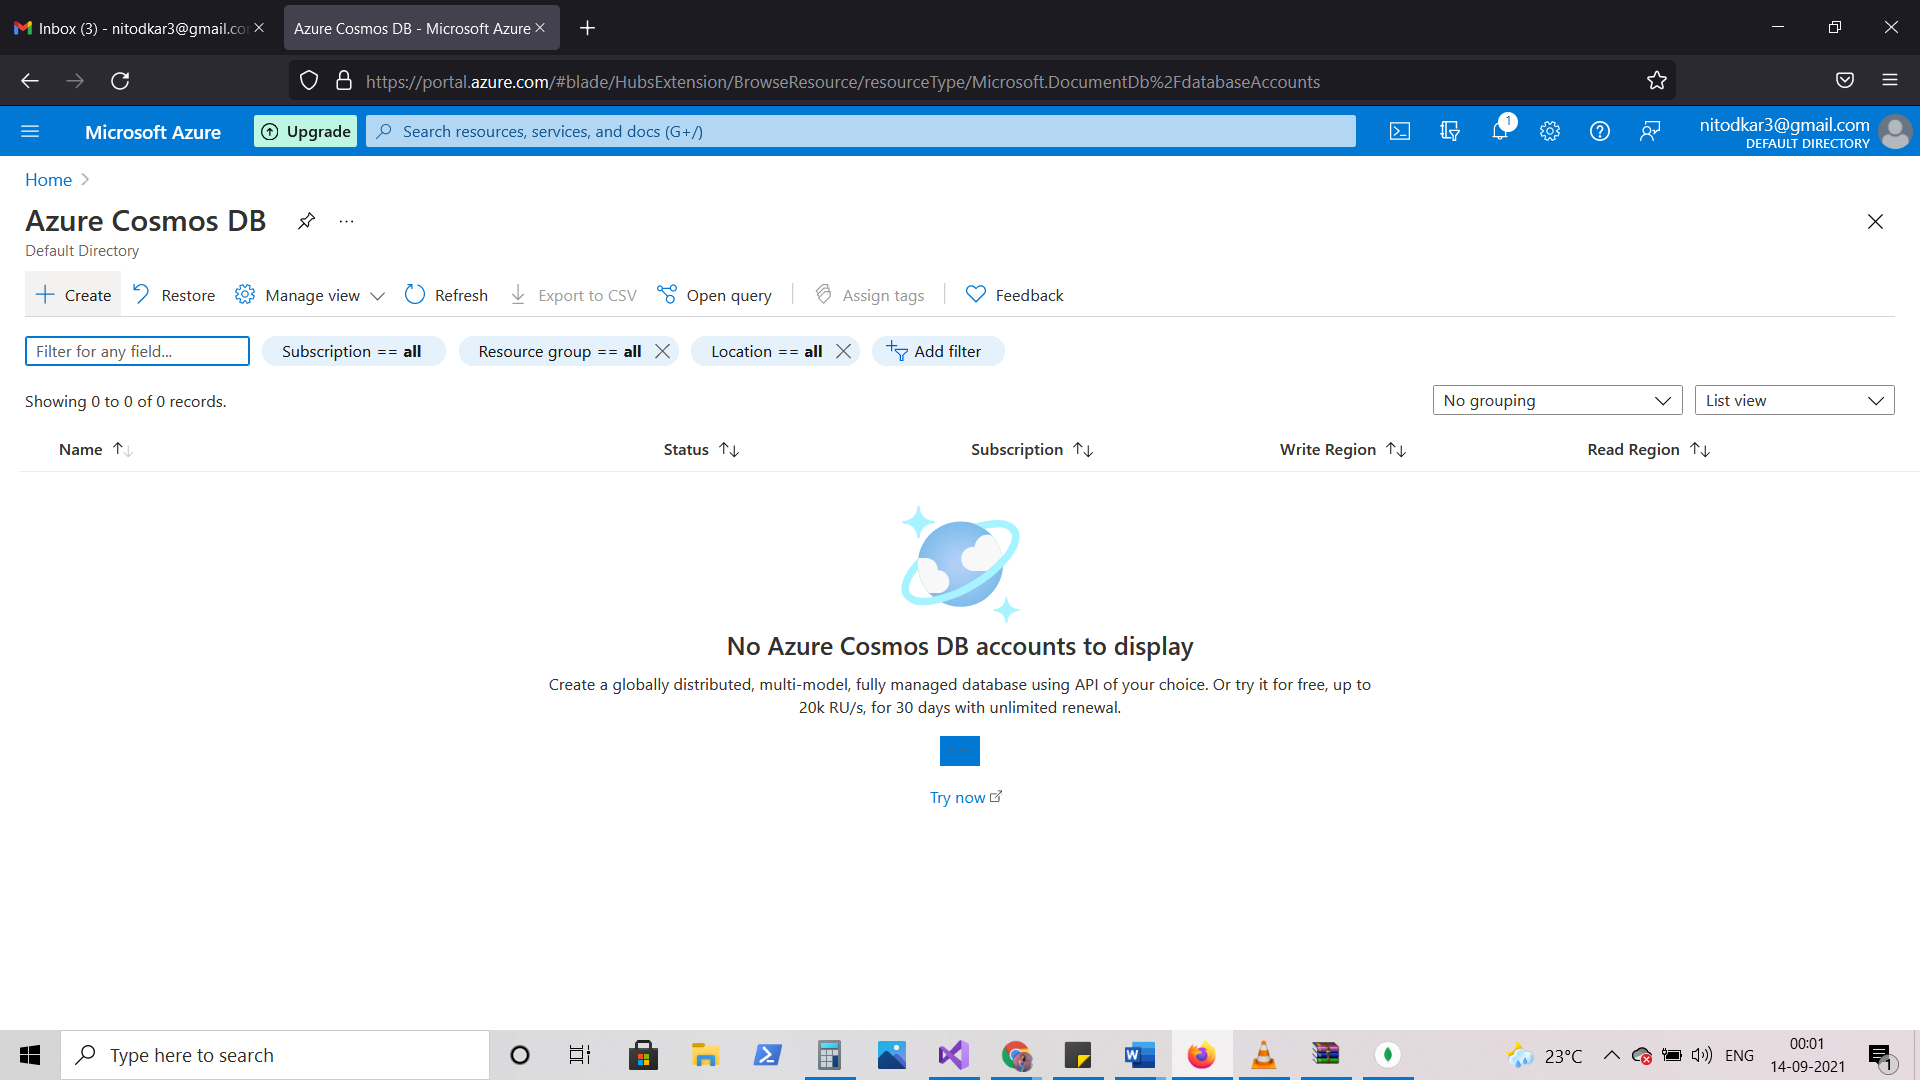 Inbox (3) - nitodkar3@gmail.co
Azure Cosmos DB - Microsoft Azure
https://portal.azure.com/#blade/HubsExtension/BrowseResource/resourceType/Microsoft.DocumentDb%2FdatabaseAccounts
Microsoft Azure
Upgrade
Search resources, services, and docs (G+/)
1
nitodkar3@gmail.com
DEFAULT DIRECTORY
Home
Azure Cosmos DB
...
Default Directory
Create
Restore
Manage view
Refresh
Export to CSV
Open query
Assign tags
Feedback
Filter for any field...
Subscription == all
Resource group == all
Location == all
Add filter
Showing 0 to 0 of 0 records.
No grouping
List view
Name
Status
Subscription
Write Region
Read Region
No Azure Cosmos DB accounts to display
Create a globally distributed, multi-model, fully managed database using API of your choice. Or try it for free, up to
20k RU/s, for 30 days with unlimited renewal.
Try now
Type here to search
23°C
ENG
00:01
14-09-2021
1